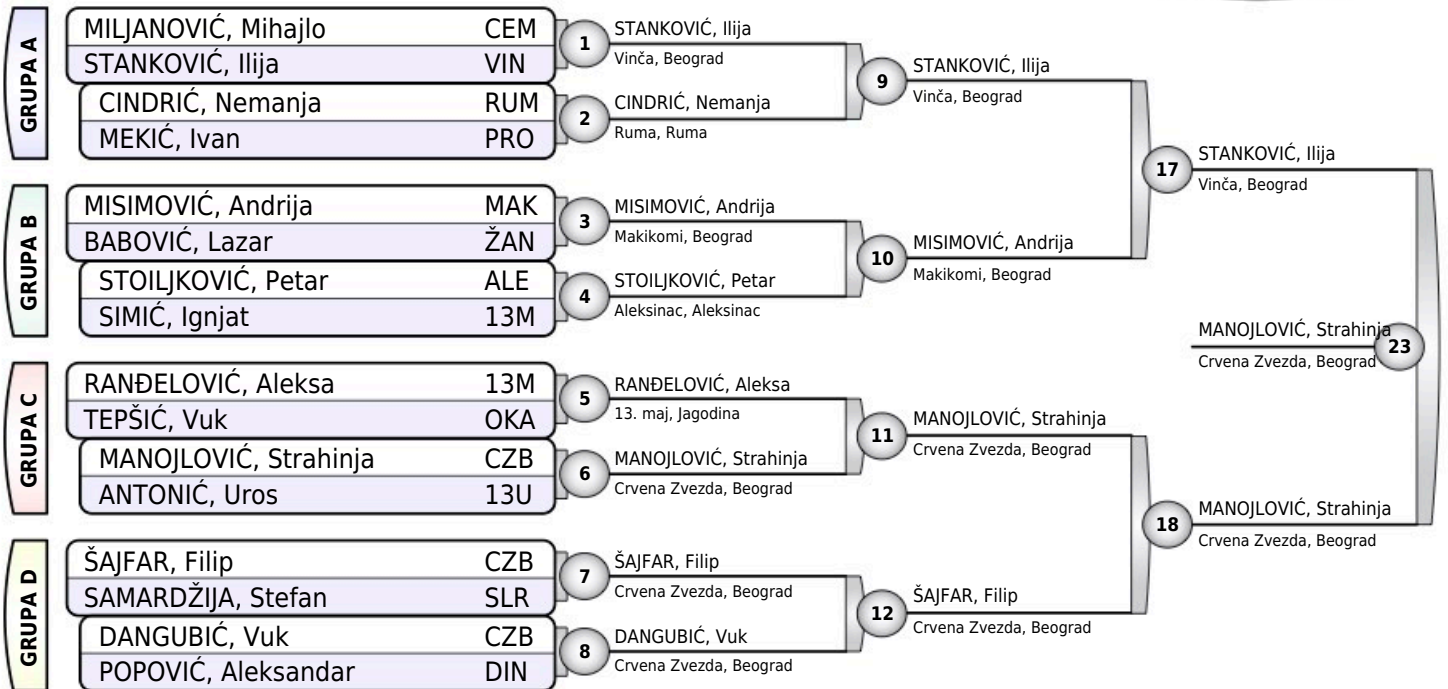 GRUPA A
MILJANOVIĆ, Mihajlo CEM
STANKOVIĆ, Ilija VIN
CINDRIĆ, Nemanja RUM
MEKIĆ, Ivan PRO
GRUPA B
MISIMOVIĆ, Andrija MAK
BABOVIĆ, Lazar ŽAN
STOILJKOVIĆ, Petar ALE
SIMIĆ, Ignjat 13M
GRUPA C
RANĐELOVIĆ, Aleksa 13M
TEPŠIĆ, Vuk OKA
MANOJLOVIĆ, Strahinja CZB
ANTONIĆ, Uros 13U
GRUPA D
ŠAJFAR, Filip CZB
SAMARDŽIJA, Stefan SLR
DANGUBIĆ, Vuk CZB
POPOVIĆ, Aleksandar DIN
1
STANKOVIĆ, Ilija
Vinča, Beograd
2
CINDRIĆ, Nemanja
Ruma, Ruma
3
MISIMOVIĆ, Andrija
Makikomi, Beograd
4
STOILJKOVIĆ, Petar
Aleksinac, Aleksinac
5
RANĐELOVIĆ, Aleksa
13. maj, Jagodina
6
MANOJLOVIĆ, Strahinja
Crvena Zvezda, Beograd
7
ŠAJFAR, Filip
Crvena Zvezda, Beograd
8
DANGUBIĆ, Vuk
Crvena Zvezda, Beograd
9
STANKOVIĆ, Ilija
Vinča, Beograd
10
MISIMOVIĆ, Andrija
Makikomi, Beograd
11
MANOJLOVIĆ, Strahinja
Crvena Zvezda, Beograd
12
ŠAJFAR, Filip
Crvena Zvezda, Beograd
17
STANKOVIĆ, Ilija
Vinča, Beograd
18
MANOJLOVIĆ, Strahinja
Crvena Zvezda, Beograd
MANOJLOVIĆ, Strahinja
23
Crvena Zvezda, Beograd